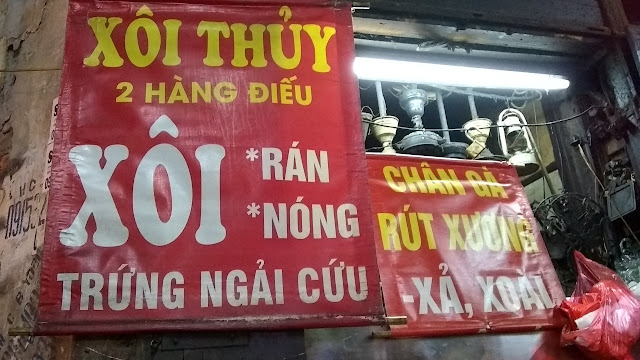 XÔI THỦY
2 HÀNG ĐIẾU
XÔI *RÁN
*NÓNG
TRỨNG NGẢI CỨU
CHÂN GÀ
RÚT XƯƠNG
-XẢ, XOÀI